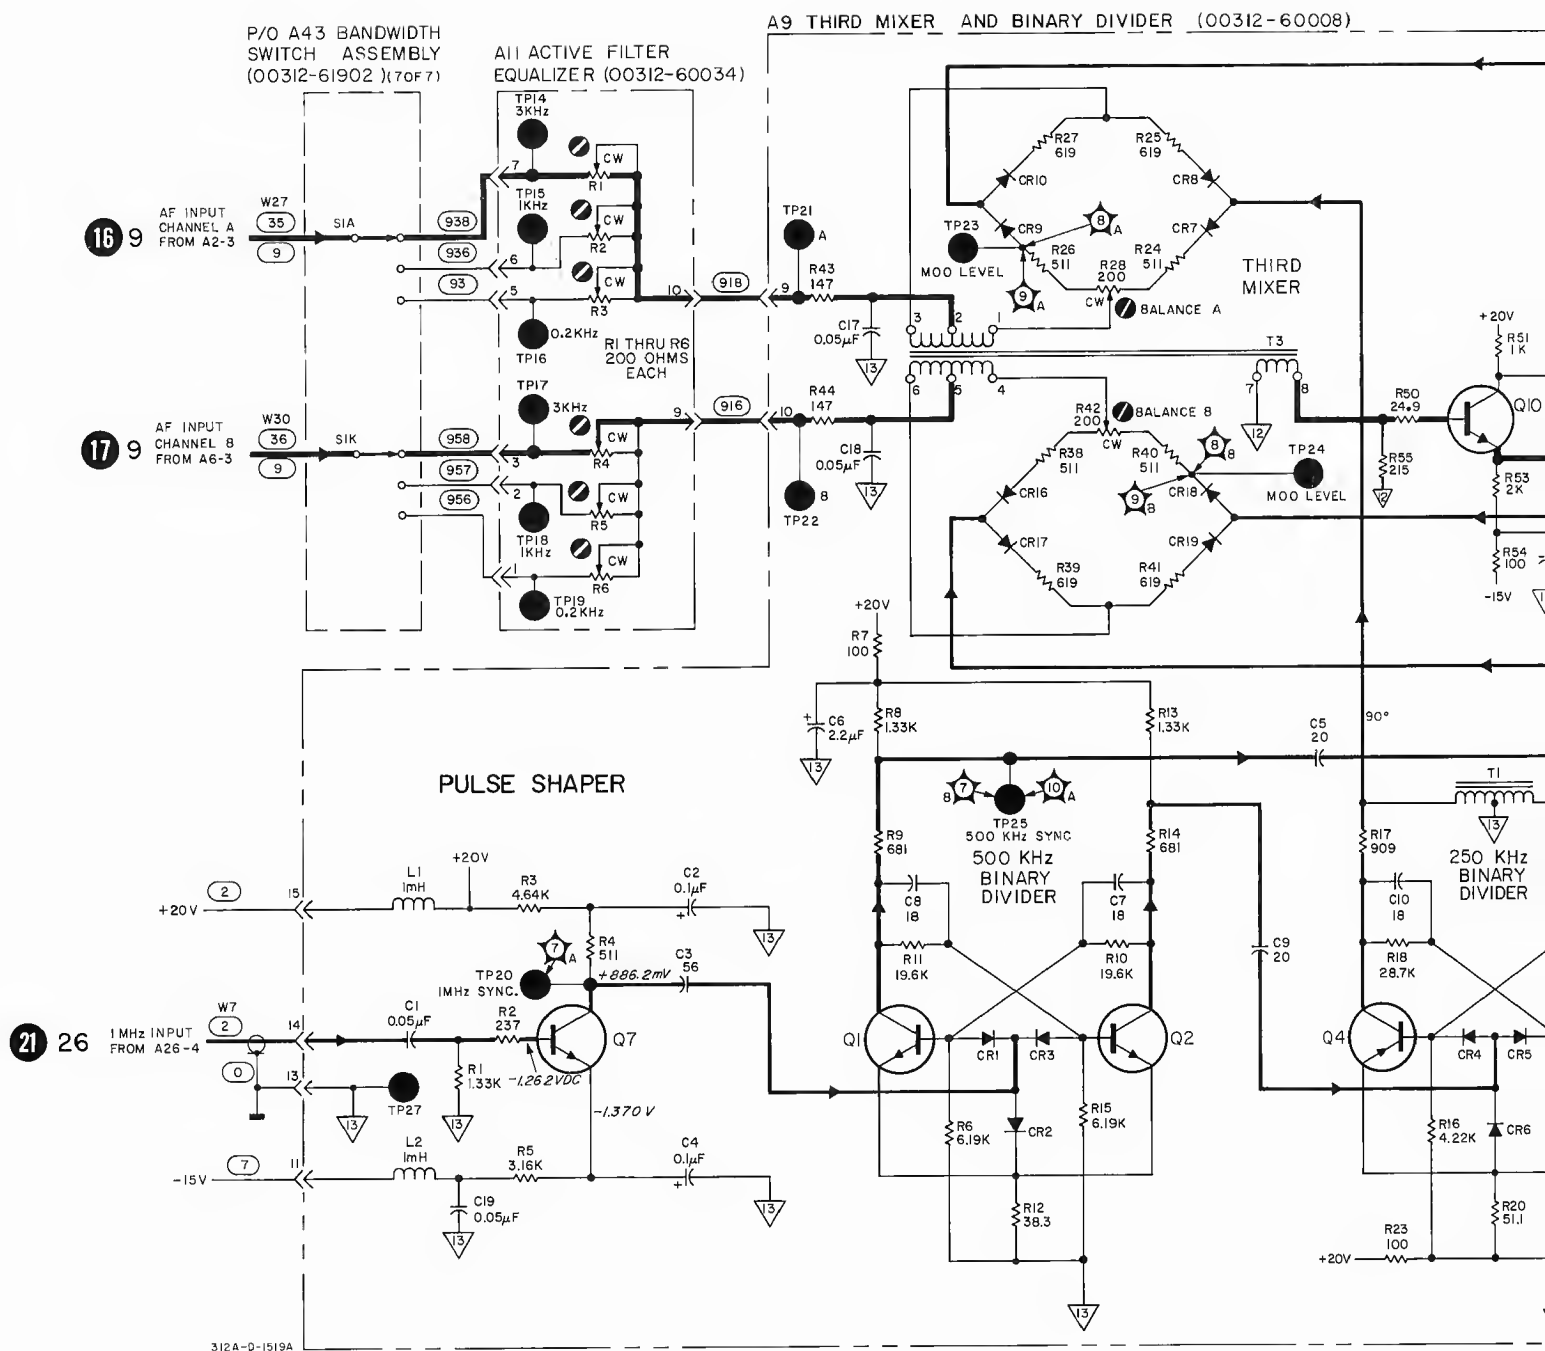 A9 THIRD MIXER AND BINARY DIVIDER (00312-60008)
P/O A43 BANDWIDTH
SWITCH ASSEMBLY
(00312-61902)(7OF7)
A11 ACTIVE FILTER
EQUALIZER (00312-60034)
TP14
3KHz
CW
7
R1
TP15
1KHz
CW
R2
6
CW
R3
5
0.2KHz
TP16
R1 THRU R6
200 OHMS
EACH
16 9
AF INPUT
CHANNEL A
FROM A2-3
W27
35
9
S1A
938
936
93
10
918
9
TP21
A
R43
147
C17
0.05µF
13
TP17
3KHz
CW
R4
3
2
TP18
1KHz
CW
R5
1
CW
R6
TP19
0.2KHz
17 9
AF INPUT
CHANNEL B
FROM A6-3
W30
36
9
S1K
958
957
956
9
916
10
R44
147
C18
0.05µF
13
B
TP22
R27
619
R25
619
CR10
CR8
CR9
CR7
TP23
MOO LEVEL
8
A
9
A
R26
511
R24
511
R28
200
CW
BALANCE A
THIRD
MIXER
3
2
1
6
5
4
T3
7
8
12
R42
200
CW
BALANCE B
R38
511
R40
511
8
B
9
B
TP24
MOO LEVEL
CR16
CR18
CR17
CR19
R39
619
R41
619
R50
24.9
R55
215
12
+20V
R51
1K
Q10
R53
2K
R54
100
-15V
+20V
R7
100
C6
2.2µF
+
13
R8
1.33K
R13
1.33K
C5
20
90°
T1
13
PULSE SHAPER
7
B
10
A
TP25
500 KHz SYNC
R9
681
R14
681
500 KHz
BINARY
DIVIDER
C8
18
C7
18
R11
19.6K
R10
19.6K
Q1
Q2
CR1
CR3
R6
6.19K
CR2
R15
6.19K
R12
38.3
13
C9
20
R17
909
250 KHz
BINARY
DIVIDER
C10
18
R18
28.7K
Q4
CR4
CR5
R16
4.22K
CR6
R20
51.1
R23
100
+20V
+20V
2
15
L1
1mH
+20V
R3
4.64K
C2
0.1µF
+
13
R4
511
7
A
TP20
1MHz SYNC.
+886.2mV
C3
56
21 26
1 MHz INPUT
FROM A26-4
W7
2
14
C1
0.05µF
R2
237
Q7
R1
1.33K
-1.262VDC
0
13
TP27
13
13
-1.370V
-15V
7
11
L2
1mH
R5
3.16K
C4
0.1µF
+
13
C19
0.05µF
13
312A-D-1519A